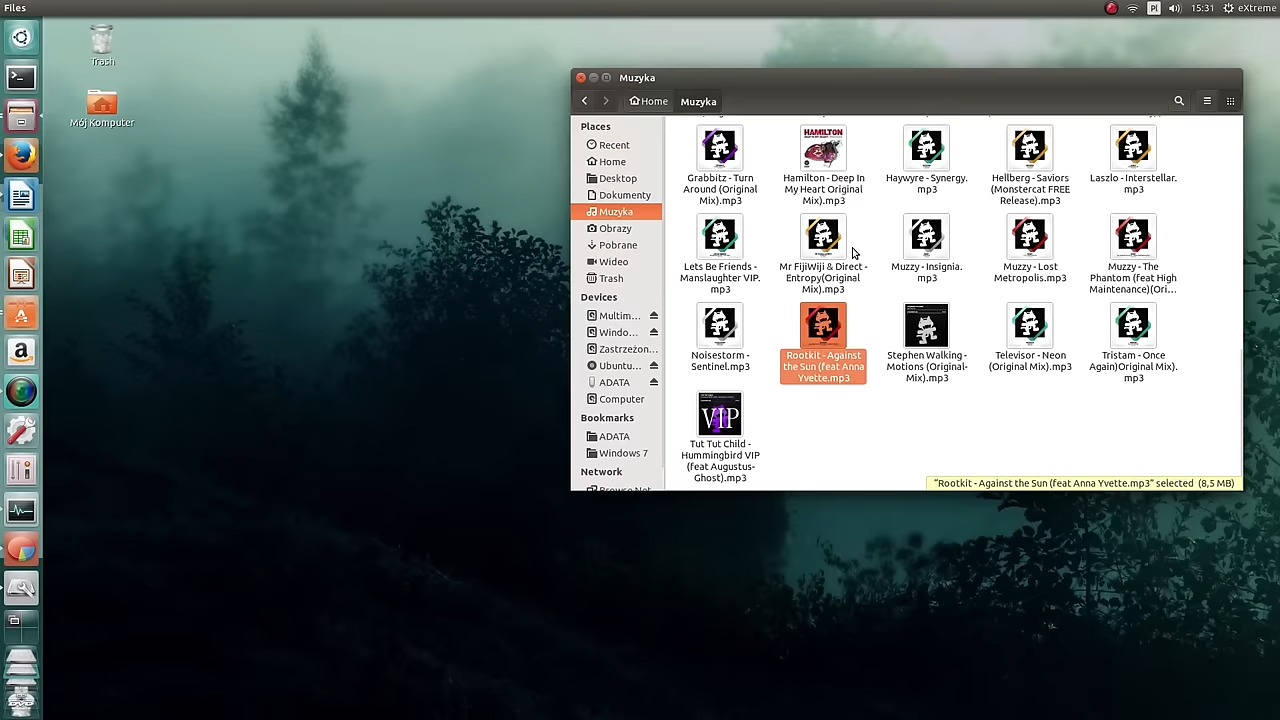 Files
Pl
15:31
eXtreme
Trash
Mój Komputer
Muzyka
Home
Muzyka
Places
Recent
Home
Desktop
Dokumenty
Muzyka
Obrazy
Pobrane
Wideo
Trash
Devices
Multim...
Windo...
Zastrzeżon...
Ubuntu...
ADATA
Computer
Bookmarks
ADATA
Windows 7
Network
Browse Net
Grabbitz - Turn
Around (Original
Mix).mp3
HAMILTON
Hamilton - Deep In
My Heart Original
Mix).mp3
Haywyre - Synergy.
mp3
Hellberg - Saviors
(Monstercat FREE
Release).mp3
Laszlo - Interstellar.
mp3
Lets Be Friends -
Manslaughter VIP.
mp3
Mr FijiWiji & Direct -
Entropy(Original
Mix).mp3
Muzzy - Insignia.
mp3
Muzzy - Lost
Metropolis.mp3
Muzzy - The
Phantom (feat High
Maintenance)(Ori...
Noisestorm -
Sentinel.mp3
Rootkit - Against
the Sun (feat Anna
Yvette.mp3
Stephen Walking -
Motions (Original-
Mix).mp3
Televisor - Neon
(Original Mix).mp3
Tristam - Once
Again)Original Mix).
mp3
VIP
Tut Tut Child -
Hummingbird VIP
(feat Augustus-
Ghost).mp3
“Rootkit - Against the Sun (feat Anna Yvette.mp3” selected (8,5 MB)